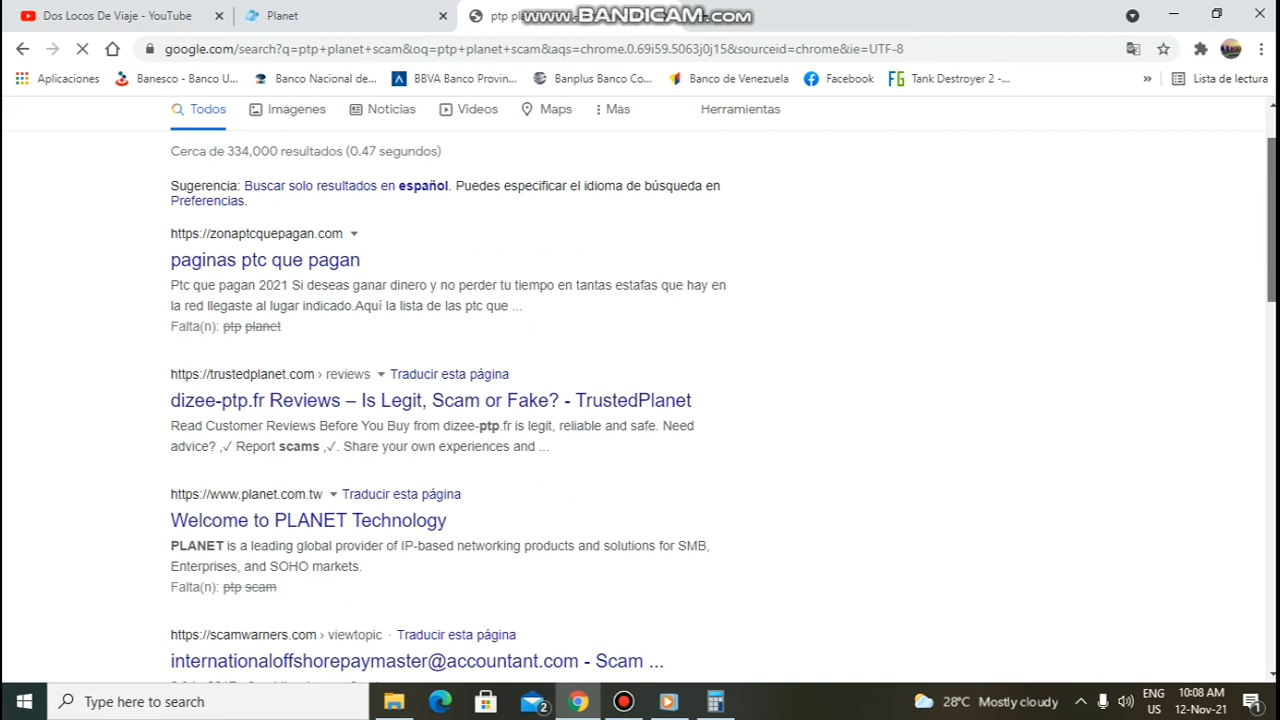 Dos Locos De Viaje - YouTube
Planet
ptp pl
www.BANDICAM.com
google.com/search?q=ptp+planet+scam&oq=ptp+planet+scam&aqs=chrome.0.69i59.5063j0j15&sourceid=chrome&ie=UTF-8
Aplicaciones
Banesco - Banco U...
Banco Nacional de...
BBVA Banco Provin...
Banplus Banco Co...
Banco de Venezuela
Facebook
Tank Destroyer 2 -...
»
Lista de lectura
Todos
Imágenes
Noticias
Videos
Maps
Más
Herramientas
Cerca de 334,000 resultados (0.47 segundos)
Sugerencia: Buscar solo resultados en español. Puedes especificar el idioma de búsqueda en
Preferencias.
https://zonaptcquepagan.com
paginas ptc que pagan
Ptc que pagan 2021 Si deseas ganar dinero y no perder tu tiempo en tantas estafas que hay en
la red llegaste al lugar indicado.Aquí la lista de las ptc que ...
Falta(n): ptp planet
https://trustedplanet.com › reviews Traducir esta página
dizee-ptp.fr Reviews – Is Legit, Scam or Fake? - TrustedPlanet
Read Customer Reviews Before You Buy from dizee-ptp.fr is legit, reliable and safe. Need
advice? ,✓ Report scams ,✓. Share your own experiences and ...
https://www.planet.com.tw Traducir esta página
Welcome to PLANET Technology
PLANET is a leading global provider of IP-based networking products and solutions for SMB,
Enterprises, and SOHO markets.
Falta(n): ptp scam
https://scamwarners.com › viewtopic · Traducir esta página
internationaloffshorepaymaster@accountant.com - Scam ...
Type here to search
2
28°C Mostly cloudy
ENG
US
10:08 AM
12-Nov-21
1